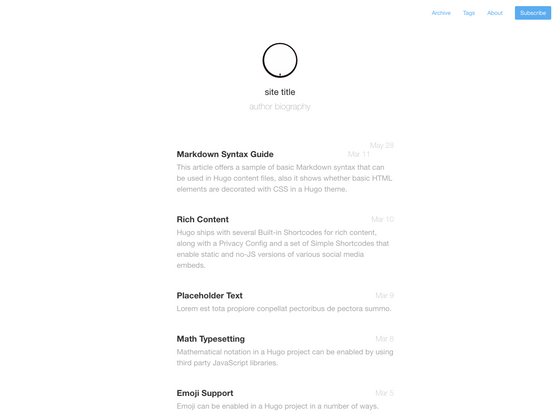 Archive Tags About Subscribe
site title
author biography
May 28
Markdown Syntax Guide Mar 11
This article offers a sample of basic Markdown syntax that can
be used in Hugo content files, also it shows whether basic HTML
elements are decorated with CSS in a Hugo theme.
Rich Content Mar 10
Hugo ships with several Built-in Shortcodes for rich content,
along with a Privacy Config and a set of Simple Shortcodes that
enable static and no-JS versions of various social media
embeds.
Placeholder Text Mar 9
Lorem est tota propiore conpellat pectoribus de pectora summo.
Math Typesetting Mar 8
Mathematical notation in a Hugo project can be enabled by using
third party JavaScript libraries.
Emoji Support Mar 5
Emoji can be enabled in a Hugo project in a number of ways.